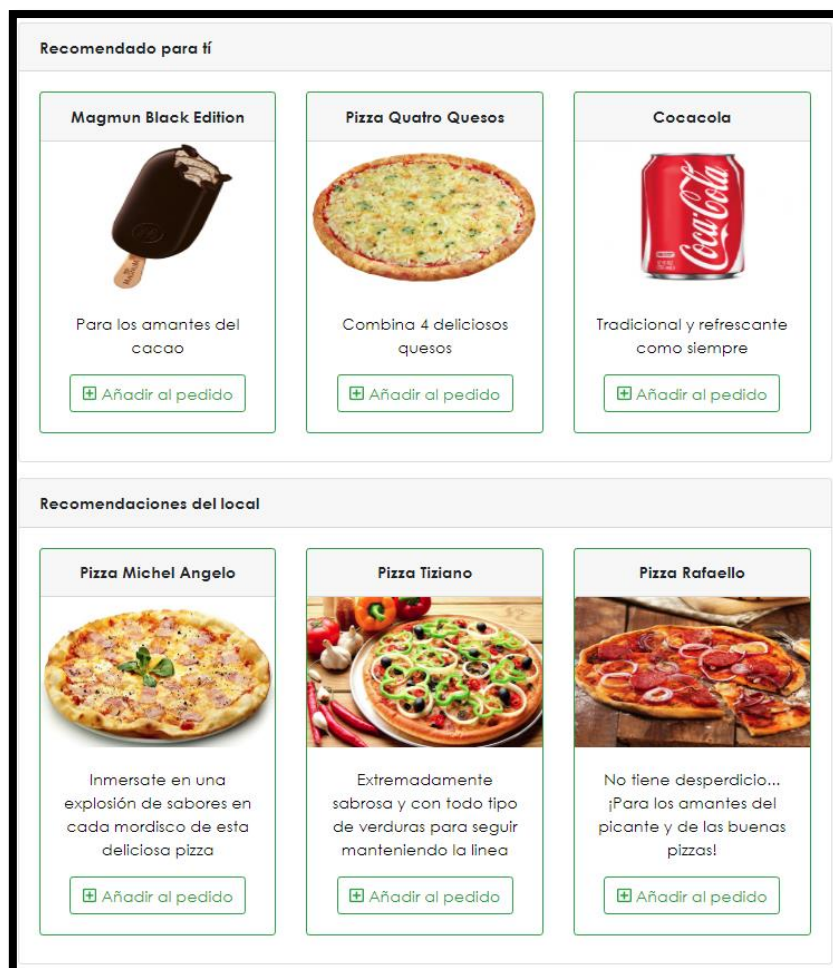 Recomendado para tí
Magmun Black Edition
Para los amantes del
cacao
Añadir al pedido
Pizza Quatro Quesos
Combina 4 deliciosos
quesos
Añadir al pedido
Cocacola
Coca-Cola
Tradicional y refrescante
como siempre
Añadir al pedido
Recomendaciones del local
Pizza Michel Angelo
Inmersate en una
explosión de sabores en
cada mordisco de esta
deliciosa pizza
Añadir al pedido
Pizza Tiziano
Extremadamente
sabrosa y con todo tipo
de verduras para seguir
manteniendo la linea
Añadir al pedido
Pizza Rafaello
No tiene desperdicio...
¡Para los amantes del
picante y de las buenas
pizzas!
Añadir al pedido